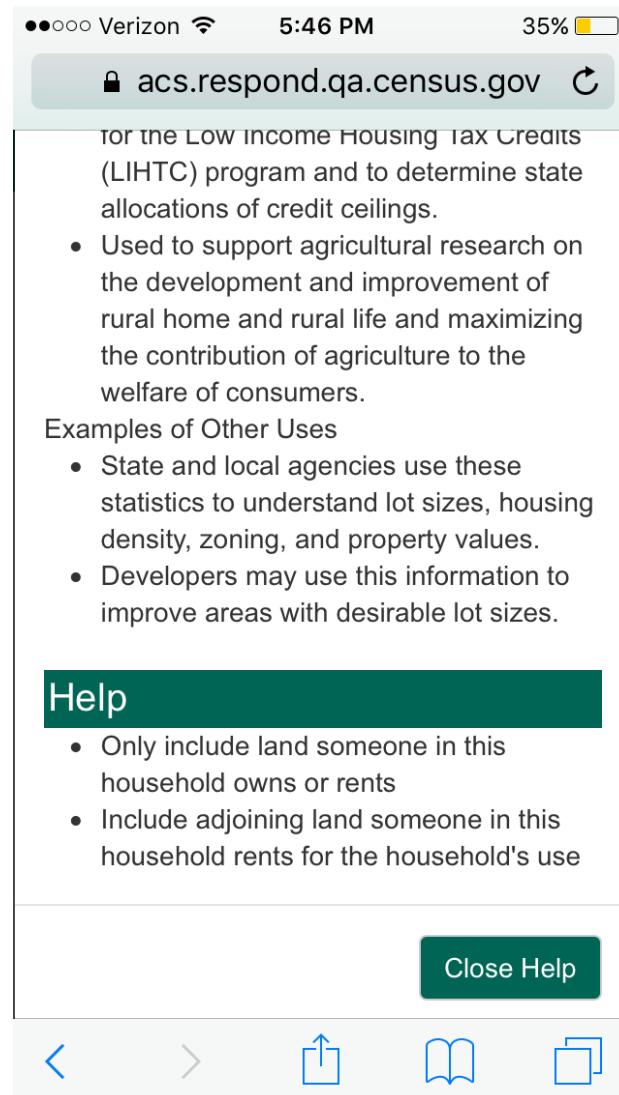 Verizon 5:46 PM 35%
acs.respond.qa.census.gov
for the Low Income Housing Tax Credits
(LIHTC) program and to determine state
allocations of credit ceilings.
• Used to support agricultural research on
the development and improvement of
rural home and rural life and maximizing
the contribution of agriculture to the
welfare of consumers.
Examples of Other Uses
• State and local agencies use these
statistics to understand lot sizes, housing
density, zoning, and property values.
• Developers may use this information to
improve areas with desirable lot sizes.
Help
• Only include land someone in this
household owns or rents
• Include adjoining land someone in this
household rents for the household's use
Close Help